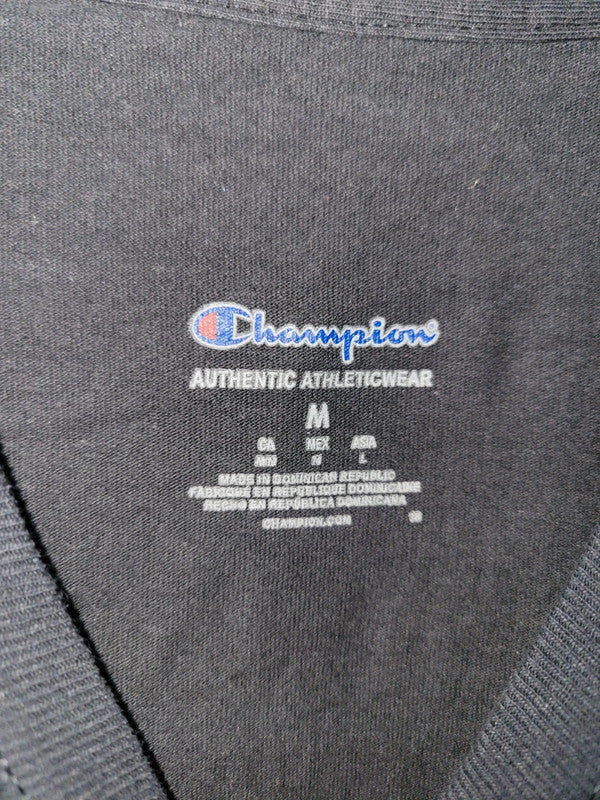 Champion®
AUTHENTIC ATHLETICWEAR
M
CA MEX ASIA
M/M M L
MADE IN DOMINICAN REPUBLIC
FABRIQUÉ EN RÉPUBLIQUE DOMINICAINE
HECHO EN REPÚBLICA DOMINICANA
CHAMPION.COM